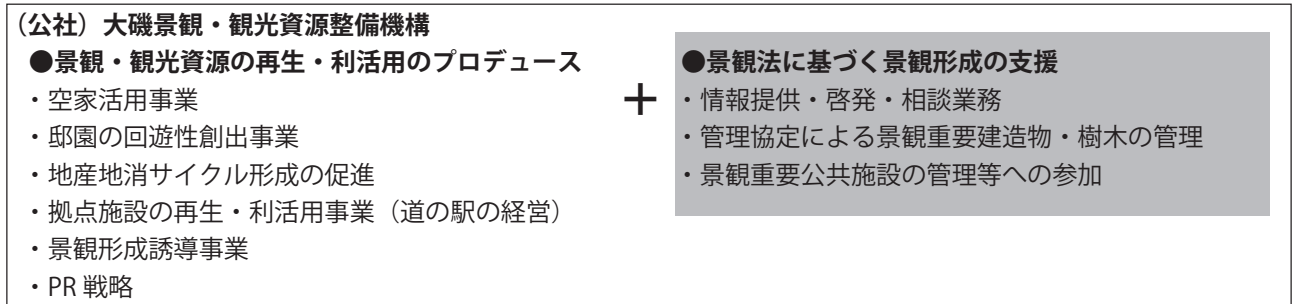 （公社）大磯景観・観光資源整備機構
●景観・観光資源の再生・利活用のプロデュース
・空家活用事業
・邸園の回遊性創出事業
・地産地消サイクル形成の促進
・拠点施設の再生・利活用事業（道の駅の経営）
・景観形成誘導事業
・PR 戦略
＋
●景観法に基づく景観形成の支援
・情報提供・啓発・相談業務
・管理協定による景観重要建造物・樹木の管理
・景観重要公共施設の管理等への参加